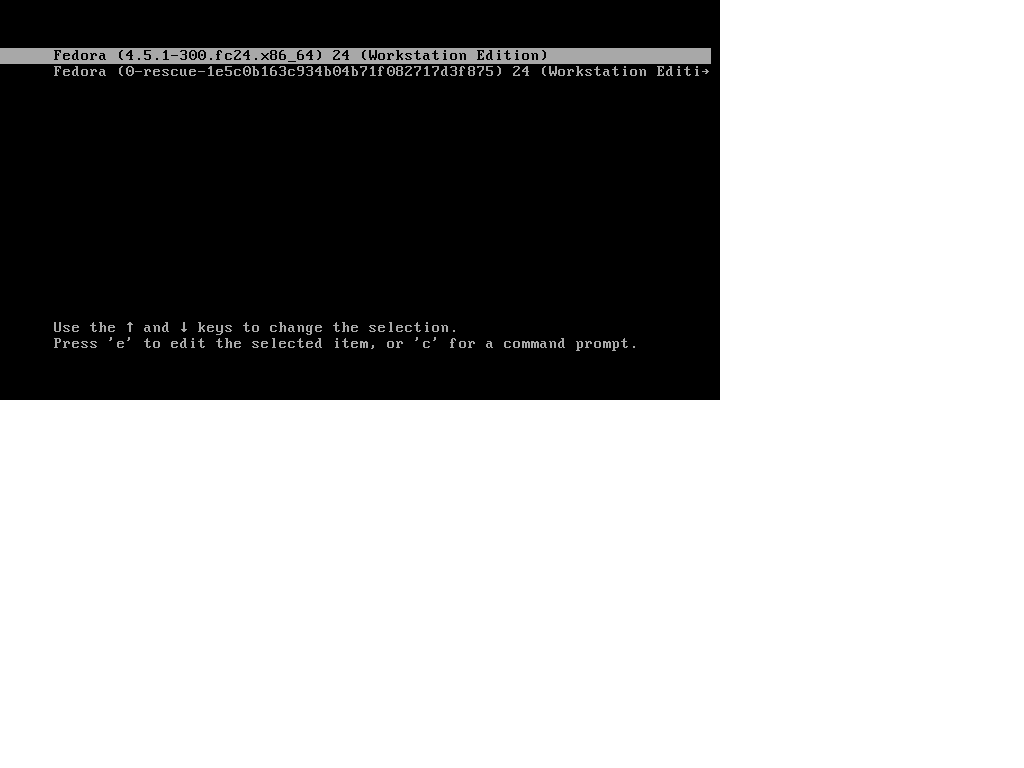 Fedora (4.5.1-300.fc24.x86_64) 24 (Workstation Edition)
Fedora (0-rescue-1e5c0b163c934b04b71f082717d3f875) 24 (Workstation Editi→
Use the ↑ and ↓ keys to change the selection.
Press 'e' to edit the selected item, or 'c' for a command prompt.